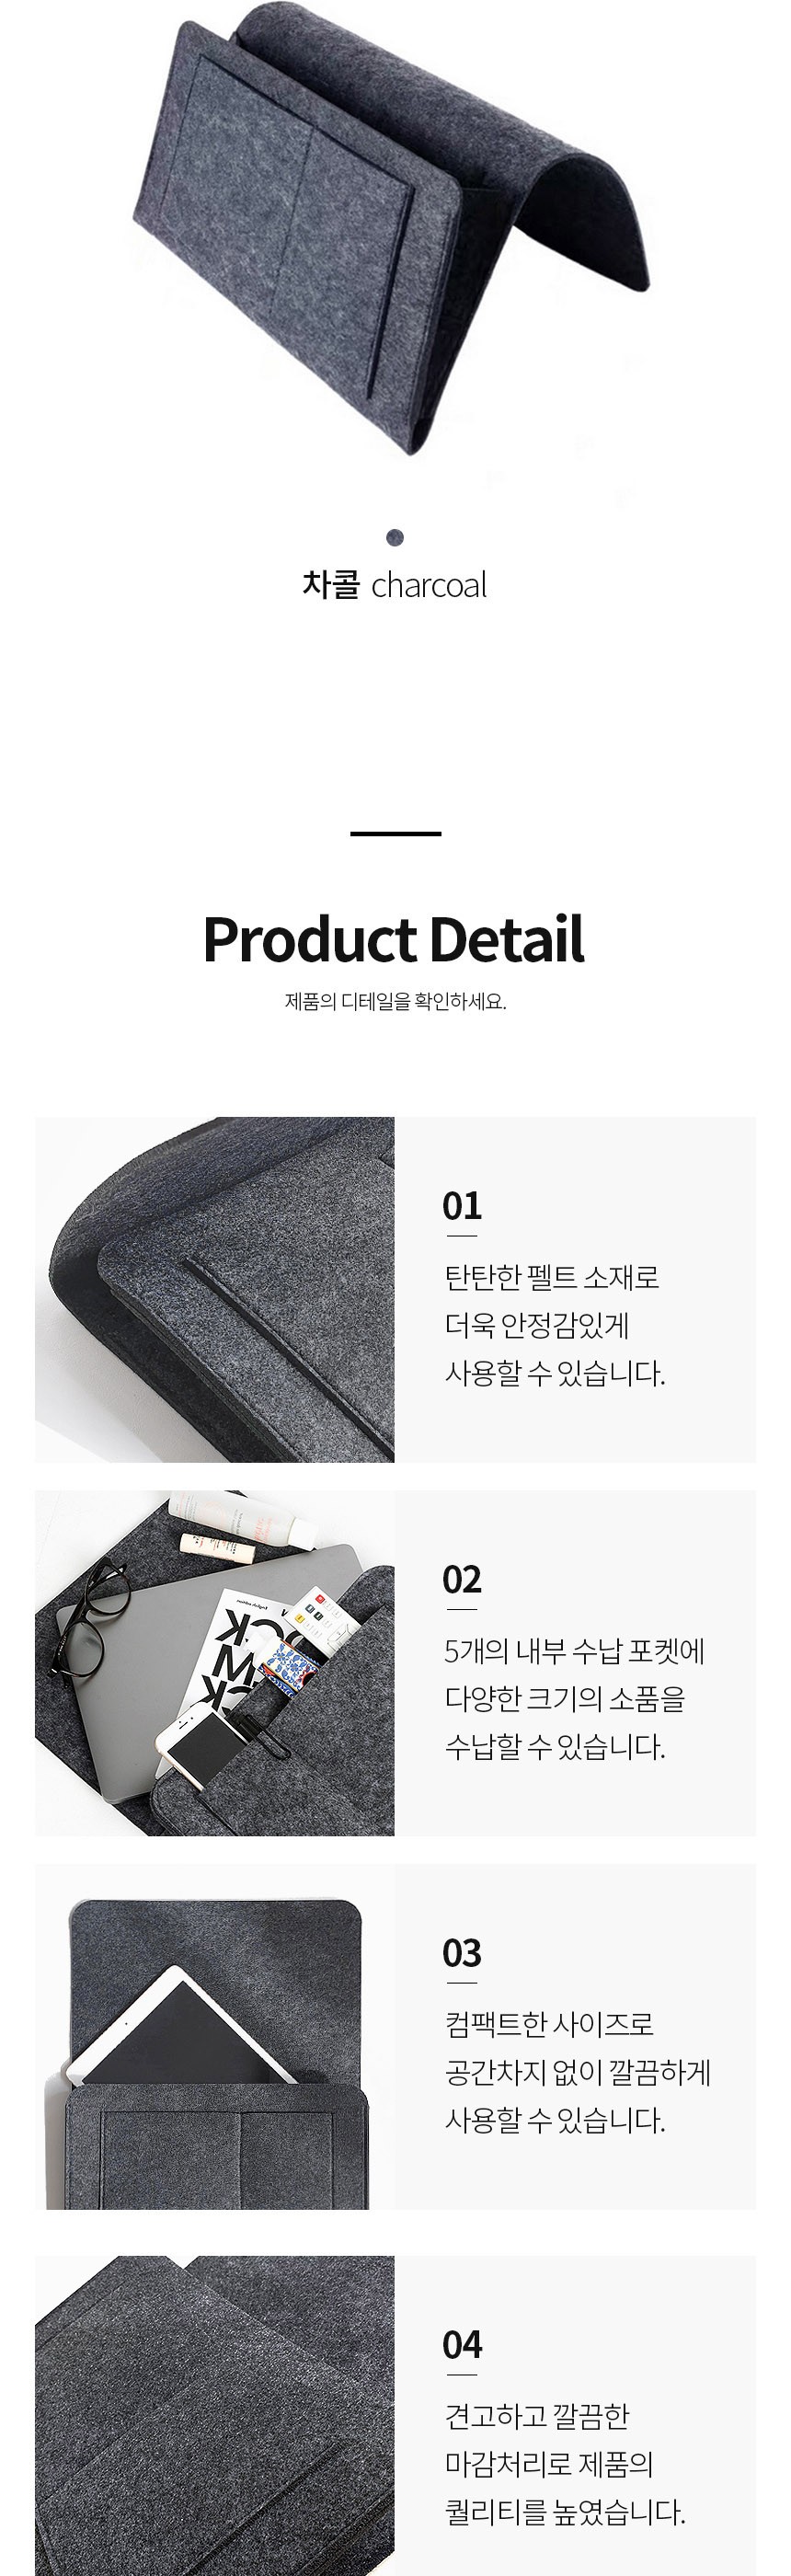 차콜 charcoal
Product Detail
제품의 디테일을 확인하세요.
01
탄탄한 펠트 소재로
더욱 안정감있게
사용할 수 있습니다.
02
5개의 내부 수납 포켓에
다양한 크기의 소품을
수납할 수 있습니다.
03
컴팩트한 사이즈로
공간차지 없이 깔끔하게
사용할 수 있습니다.
04
견고하고 깔끔한
마감처리로 제품의
퀄리티를 높였습니다.